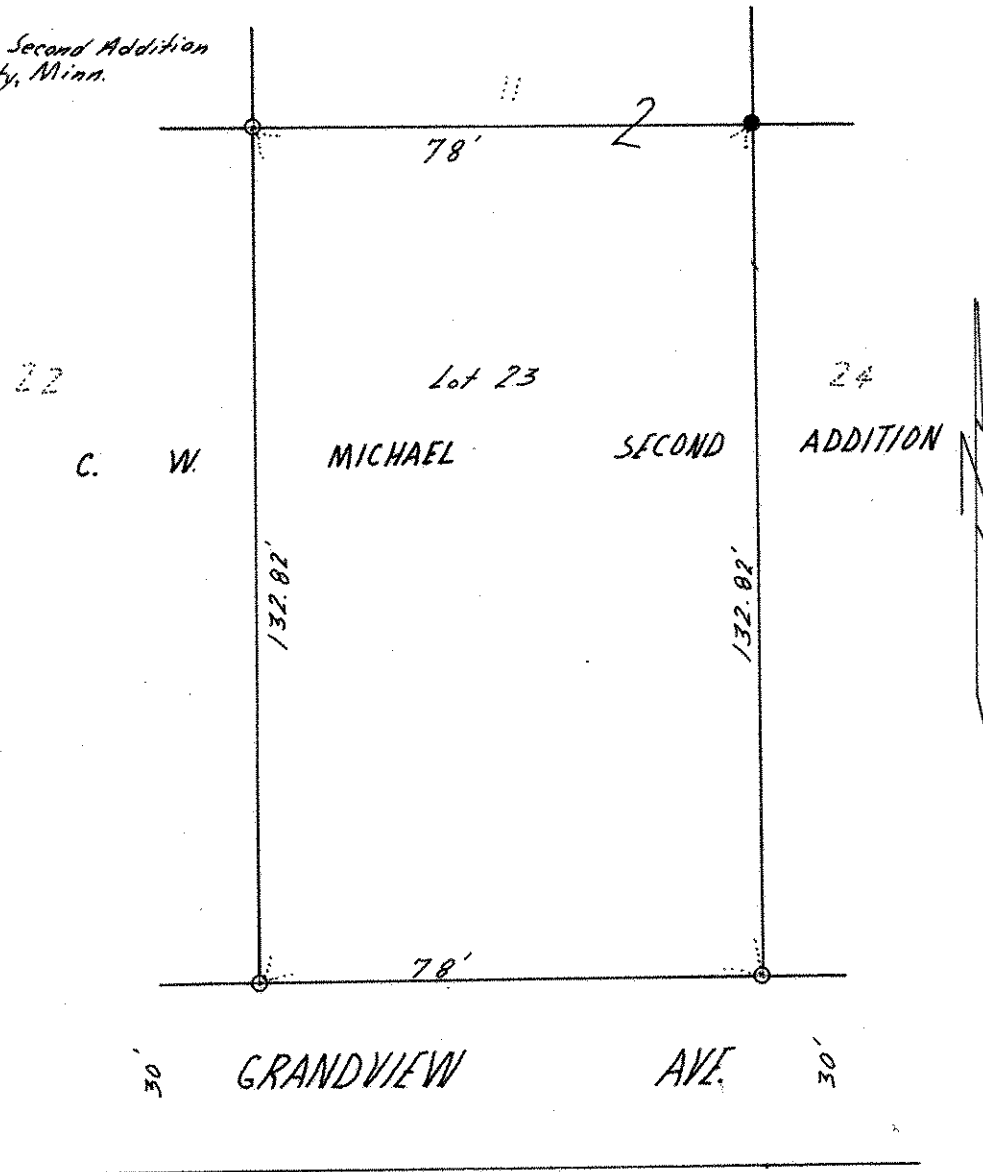 Second Addition
ty, Minn.
11
2
78'
22
Lot 23
24
C. W. MICHAEL SECOND ADDITION
132.82'
132.82'
78'
30' GRANDVIEW AVE. 30'